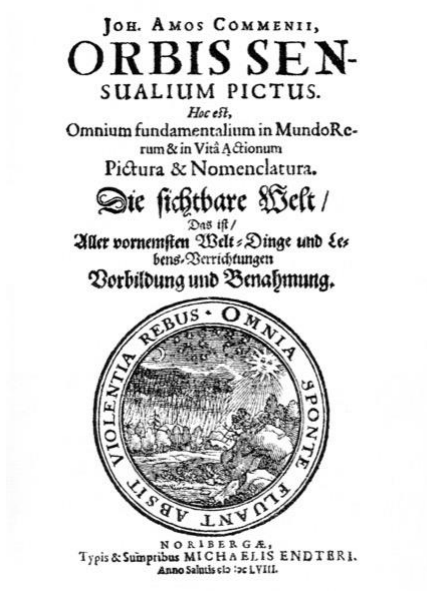 JOH. AMOS COMMENII,
ORBIS SEN-
SUALIUM PICTUS.
Hoc est,
Omnium fundamentalium in Mundo Re-
rum & in Vitâ Actionum
Pictura & Nomenclatura.
Die sichtbare Welt/
Das ist/
Aller vornemsten Welt-Dinge und Le-
bens-Verrichtungen
Vorbildung und Benahmung.
OMNIA SPONTE FLUANT ABSIT VIOLENTIA REBUS ·
NORIBERGÆ,
Typis & Sumptibus MICHAELIS ENDTERI.
Anno Salutis cIɔ Iɔc LVIII.